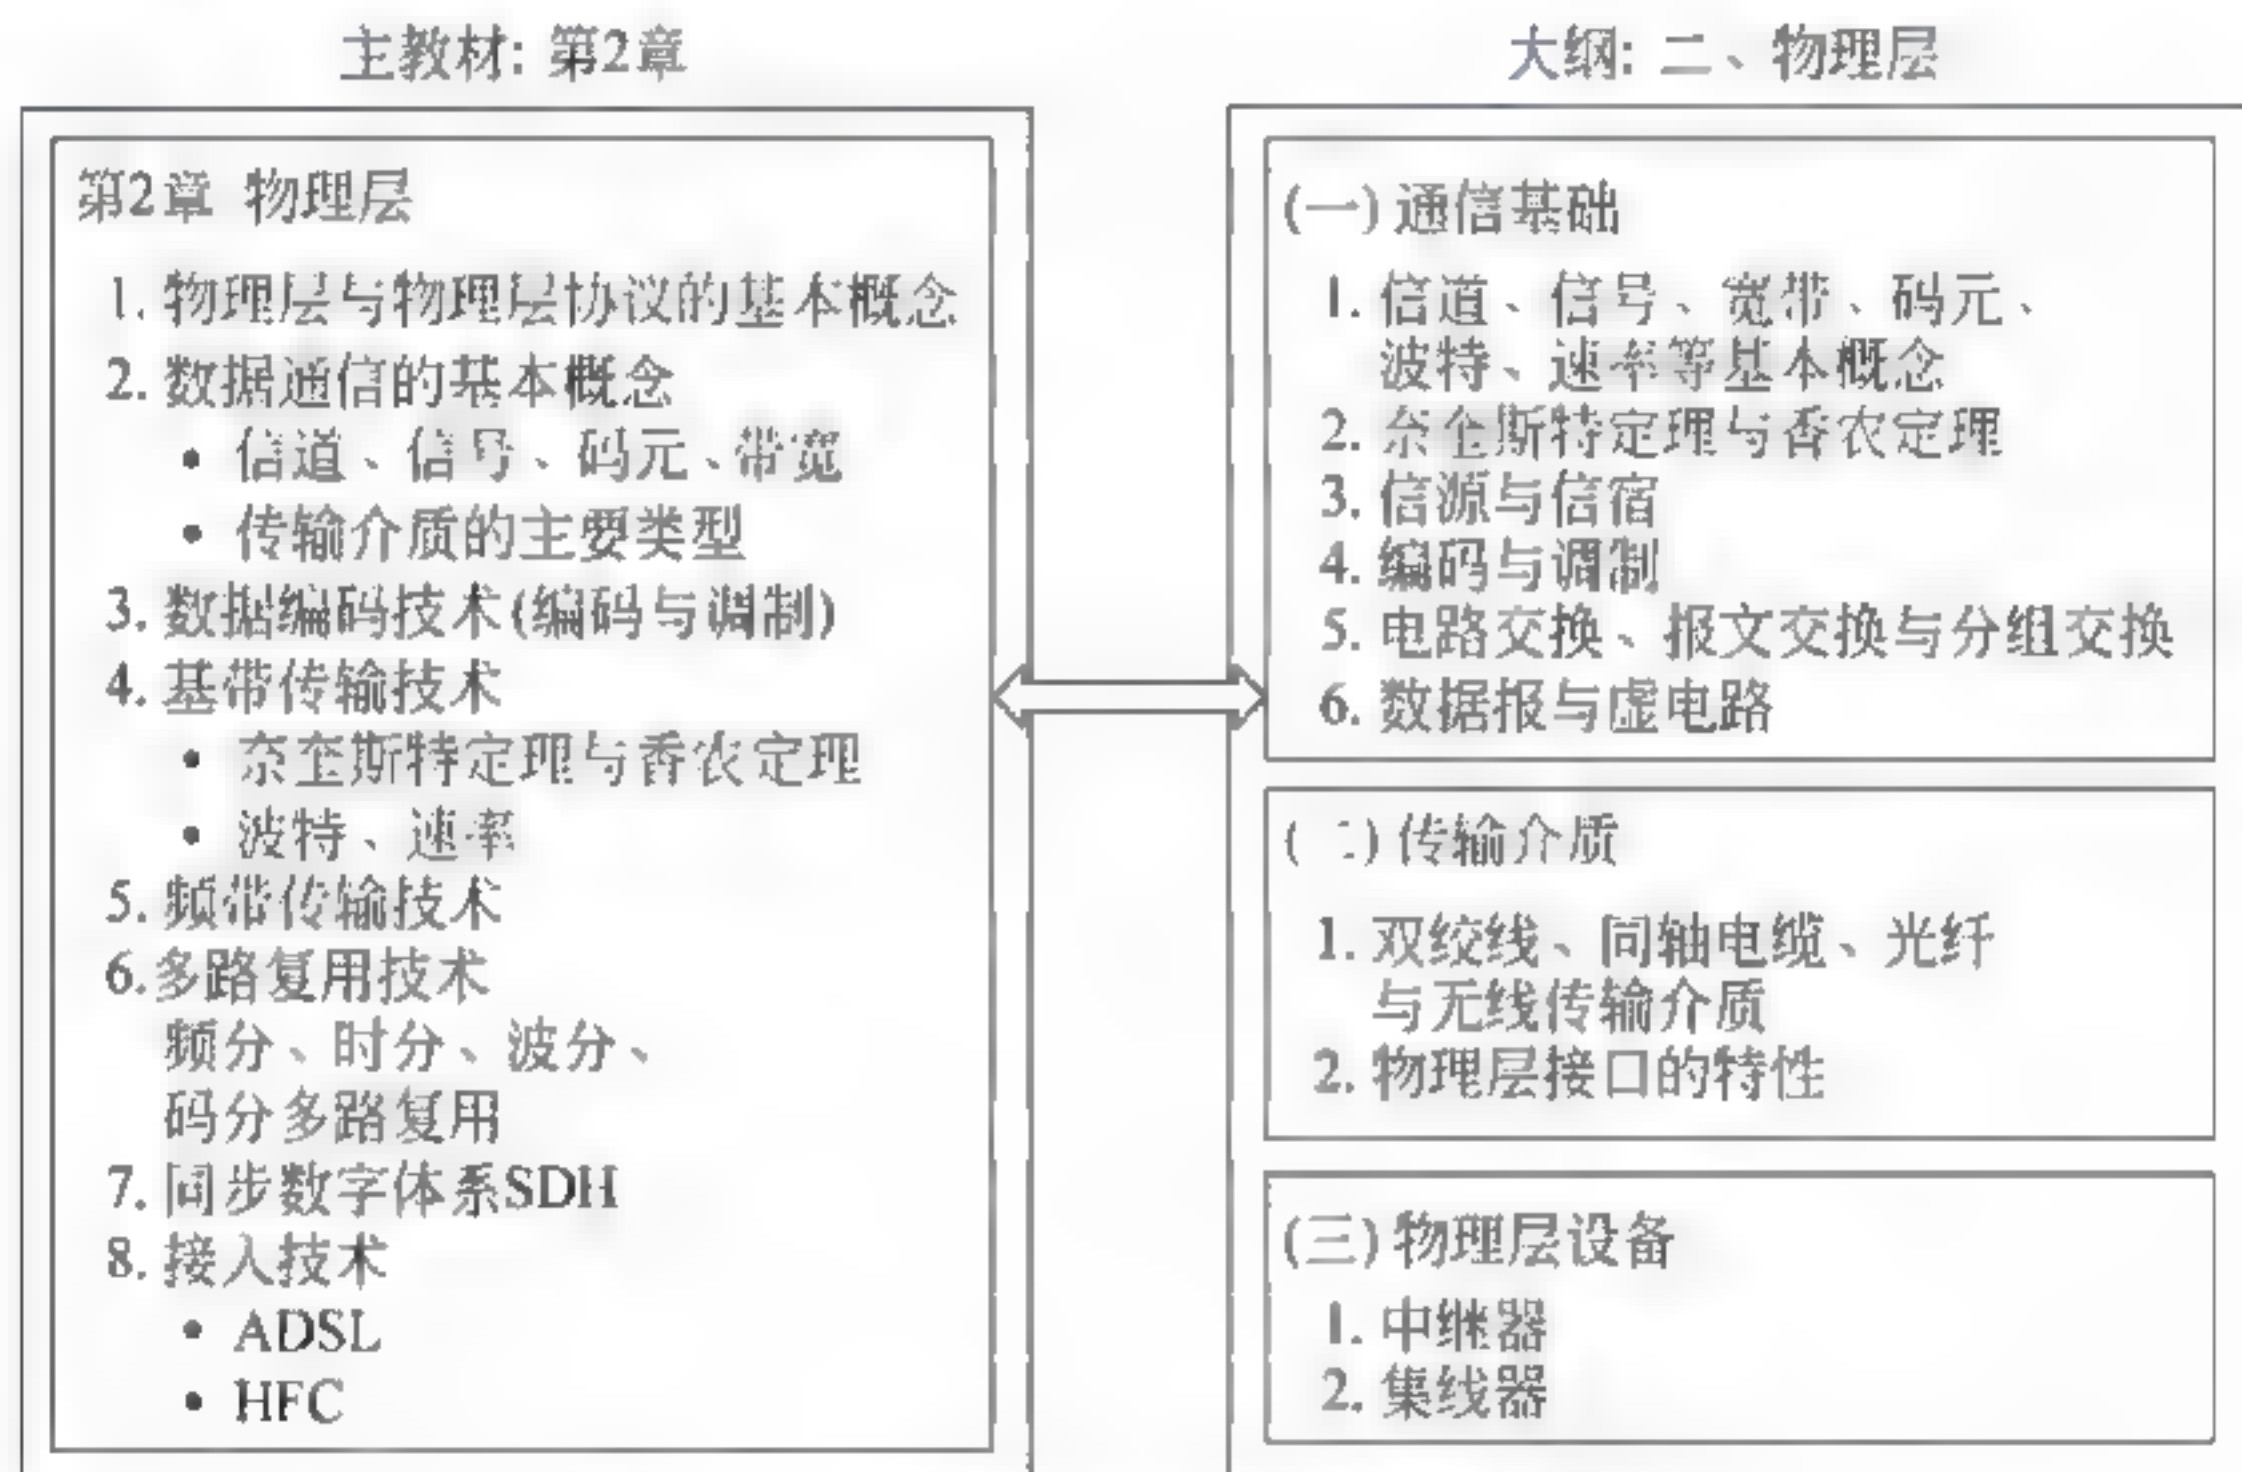 主教材: 第2章
第2章 物理层
1. 物理层与物理层协议的基本概念
2. 数据通信的基本概念
• 信道、信号、码元、带宽
• 传输介质的主要类型
3. 数据编码技术(编码与调制)
4. 基带传输技术
• 奈奎斯特定理与香农定理
• 波特、速率
5. 频带传输技术
6.多路复用技术
频分、时分、波分、
码分多路复用
7. 同步数字体系SDH
8. 接入技术
• ADSL
• HFC
大纲: 二、物理层
(一) 通信基础
1. 信道、信号、宽带、码元、
波特、速率等基本概念
2. 奈奎斯特定理与香农定理
3. 信源与信宿
4. 编码与调制
5. 电路交换、报文交换与分组交换
6. 数据报与虚电路
(二) 传输介质
1. 双绞线、同轴电缆、光纤
与无线传输介质
2. 物理层接口的特性
(三) 物理层设备
1. 中继器
2. 集线器